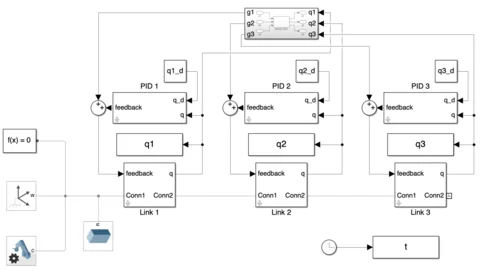 g1 q1
g2 q2
g3 q3
q1_d q2_d q3_d
PID 1 PID 2 PID 3
q_d q_d q_d
feedback feedback feedback
q q q
f(x) = 0 q1 q2 q3
feedback q feedback q feedback q
Conn1 Conn2 Conn1 Conn2 Conn1 Conn2
W
Link 1 Link 2 Link 3
C
t